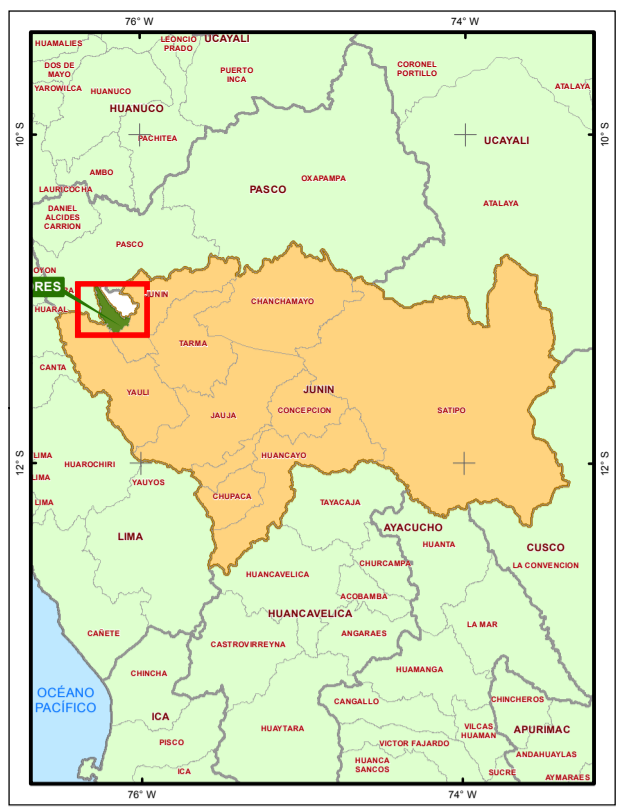 76° W
74° W
HUAMALIES
LEONCIO
PRADO
UCAYALI
DOS DE
MAYO
PUERTO
INCA
CORONEL
PORTILLO
YAROWILCA
HUANUCO
ATALAYA
HUANUCO
10° S
10° S
PACHITEA
UCAYALI
AMBO
LAURICOCHA
PASCO
OXAPAMPA
DANIEL
ALCIDES
CARRION
ATALAYA
PASCO
OYON
RES
PA
JUNIN
HUARAL
CHANCHAMAYO
TARMA
CANTA
YAULI
JUNIN
JAUJA
CONCEPCION
SATIPO
LIMA
HUAROCHIRI
HUANCAYO
12° S
12° S
LIMA
YAUYOS
LIMA
CHUPACA
TAYACAJA
LIMA
AYACUCHO
HUANTA
CUSCO
HUANCAVELICA
CHURCAMPA
LA CONVENCION
ACOBAMBA
HUANCAVELICA
LA MAR
CAÑETE
CASTROVIRREYNA
ANGARAES
CHINCHA
HUAMANGA
OCÉANO
PACÍFICO
CANGALLO
CHINCHEROS
ICA
HUAYTARA
VILCAS
HUAMAN
APURIMAC
PISCO
VICTOR FAJARDO
ANDAHUAYLAS
ICA
HUANCA
SANCOS
SUCRE
AYMARAES
76° W
74° W